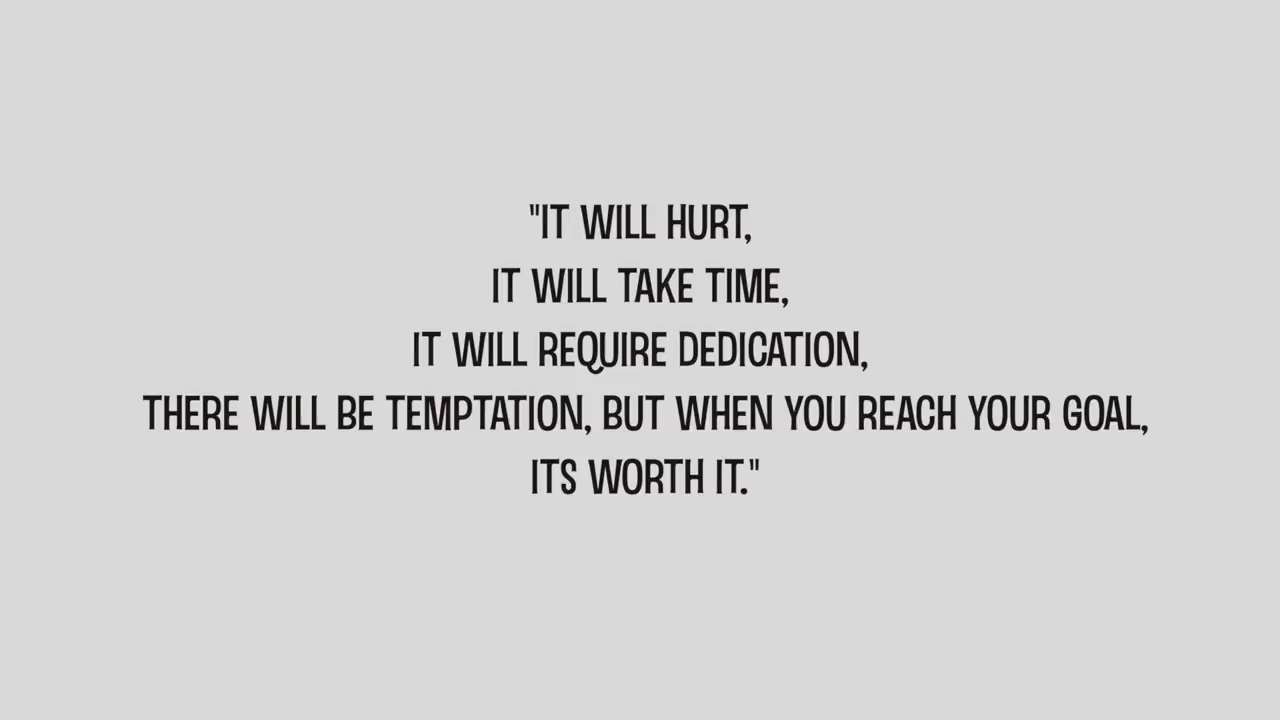 "IT WILL HURT,
IT WILL TAKE TIME,
IT WILL REQUIRE DEDICATION,
THERE WILL BE TEMPTATION, BUT WHEN YOU REACH YOUR GOAL,
ITS WORTH IT."